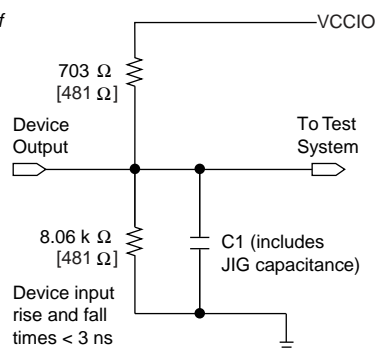 f
VCCIO
703 Ω
[481 Ω]
Device
Output
To Test
System
8.06 k Ω
[481 Ω]
C1 (includes
JIG capacitance)
Device input
rise and fall
times < 3 ns